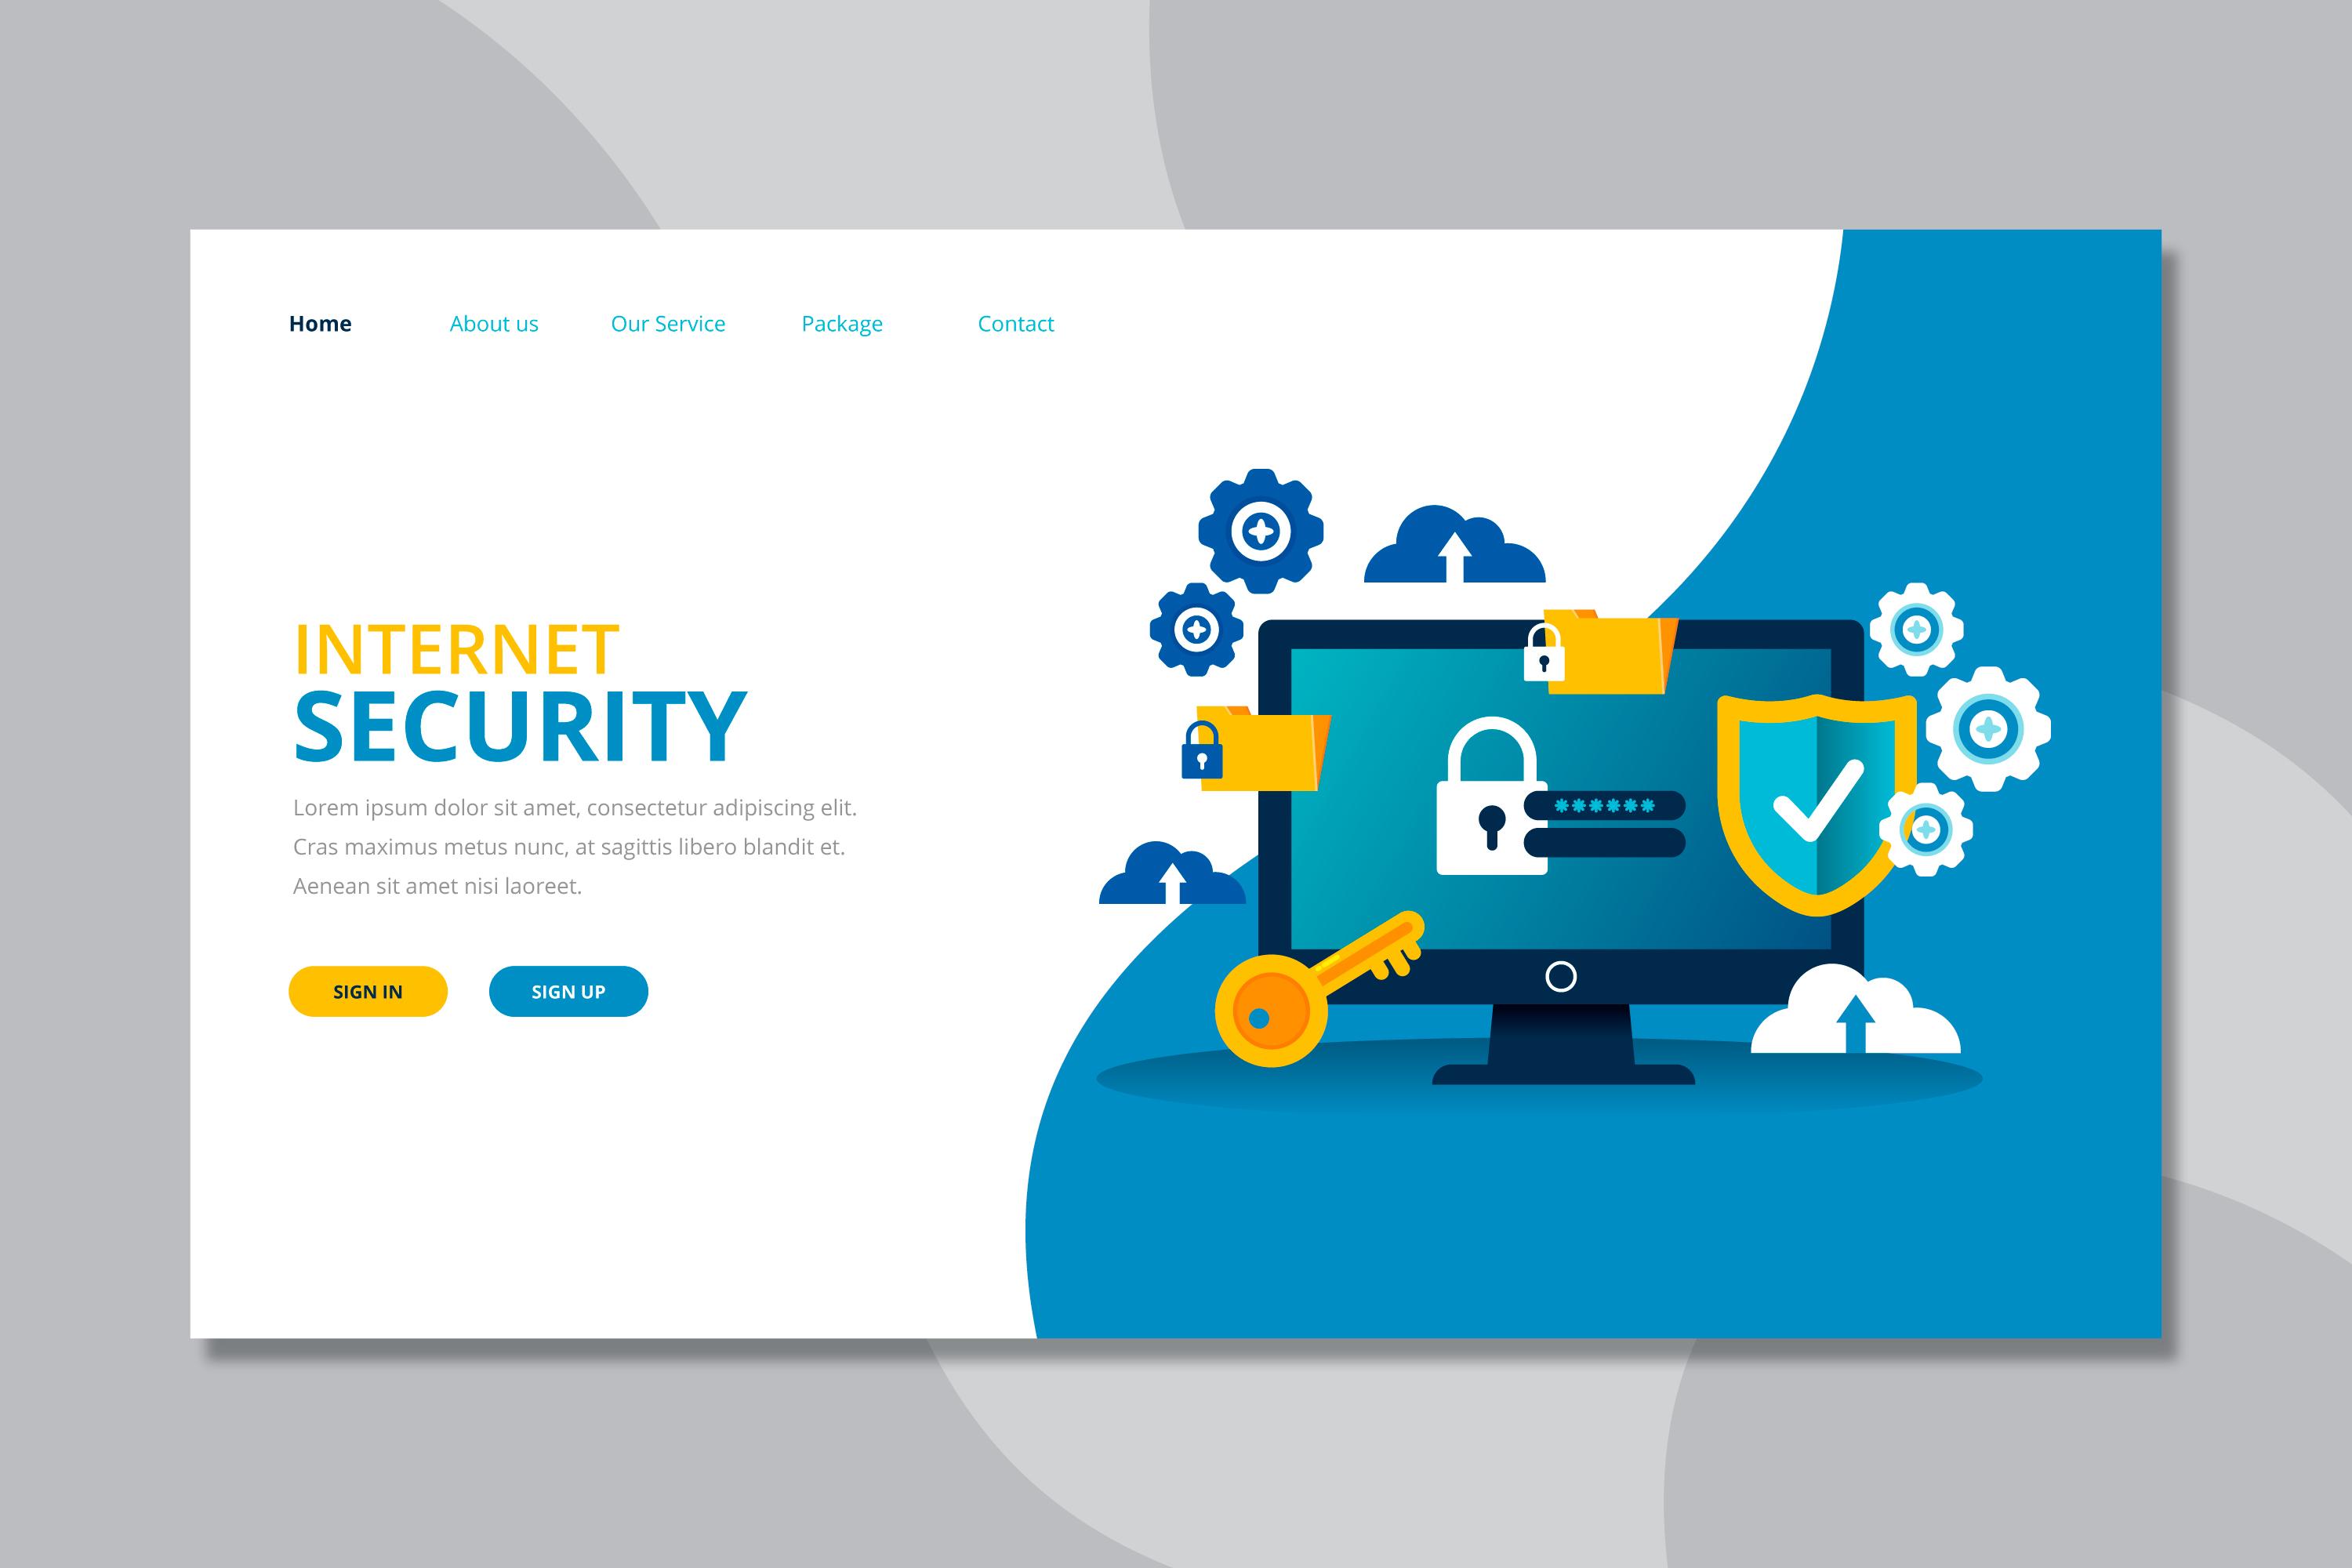 Home About us Our Service Package Contact
INTERNET
SECURITY
Lorem ipsum dolor sit amet, consectetur adipiscing elit.
Cras maximus metus nunc, at sagittis libero blandit et.
Aenean sit amet nisi laoreet.
SIGN IN SIGN UP
******